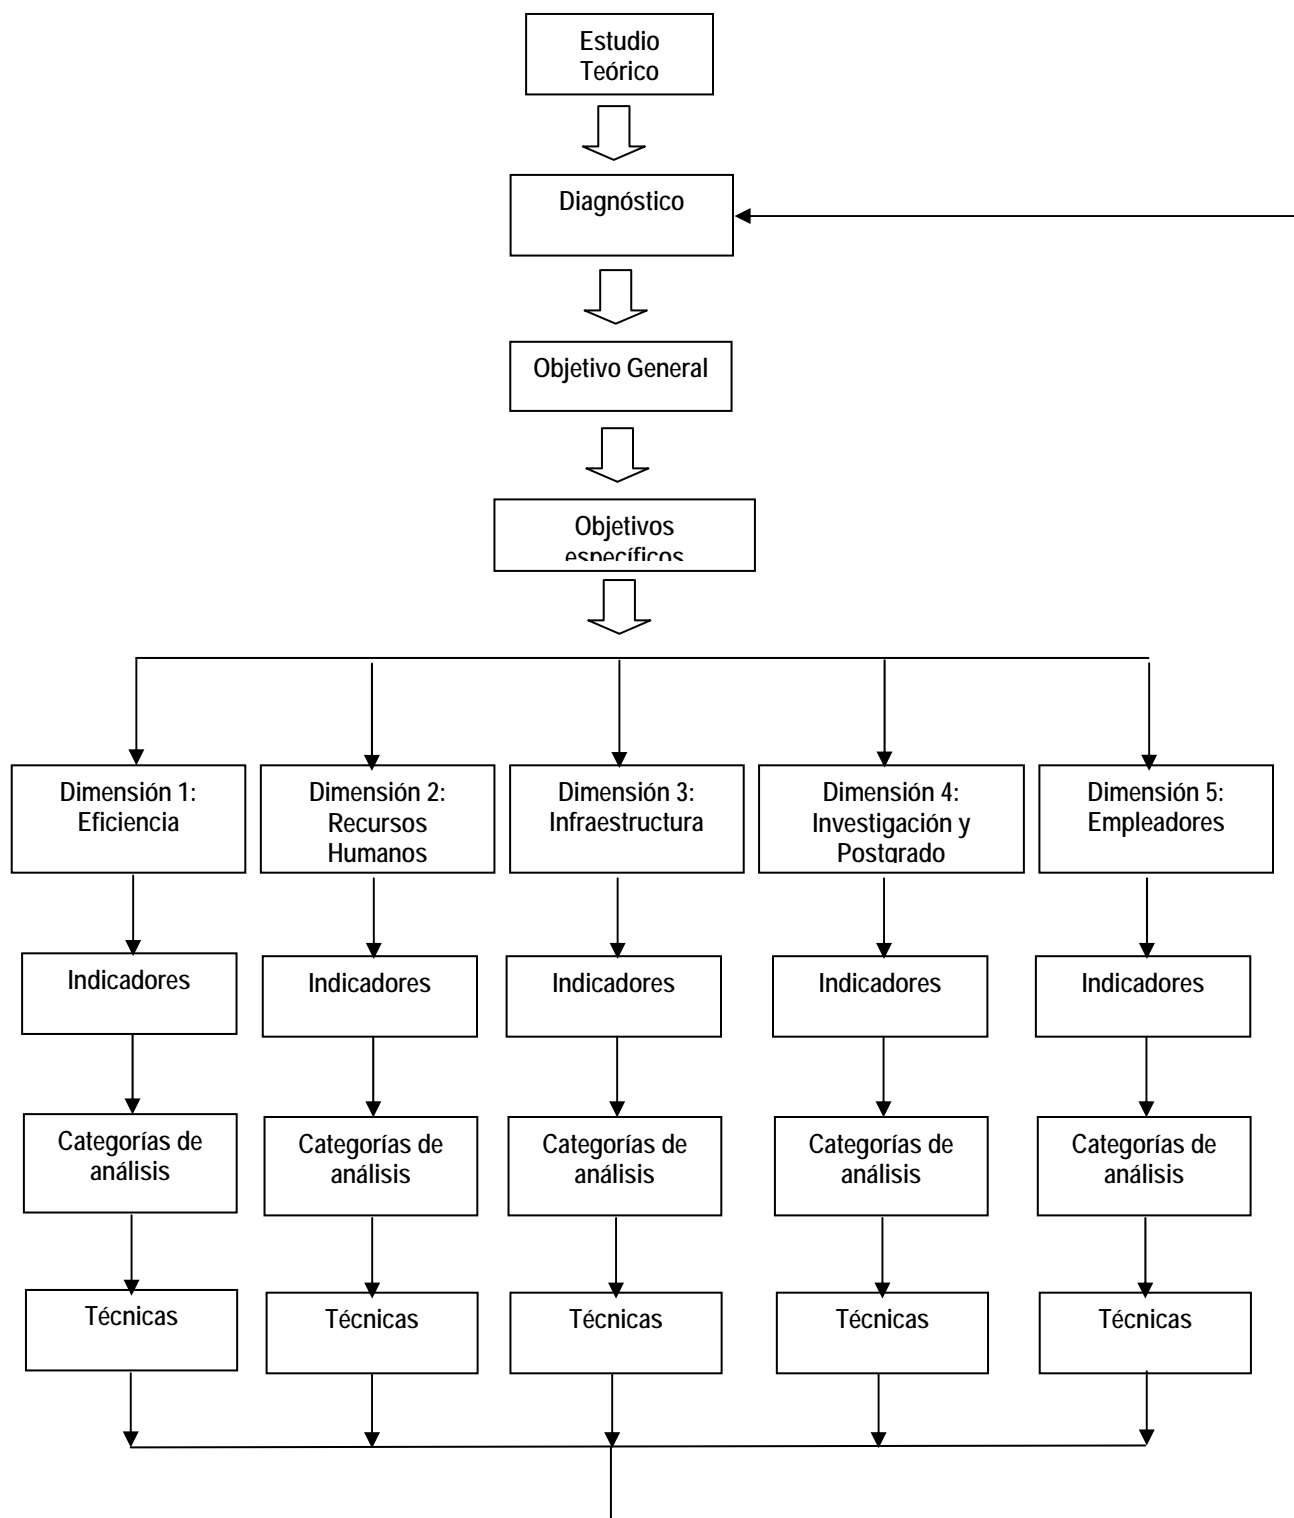 Estudio
Teórico
Diagnóstico
Objetivo General
Objetivos
específicos
Dimensión 1:
Eficiencia
Dimensión 2:
Recursos
Humanos
Dimensión 3:
Infraestructura
Dimensión 4:
Investigación y
Postgrado
Dimensión 5:
Empleadores
Indicadores
Indicadores
Indicadores
Indicadores
Indicadores
Categorías de
análisis
Categorías de
análisis
Categorías de
análisis
Categorías de
análisis
Categorías de
análisis
Técnicas
Técnicas
Técnicas
Técnicas
Técnicas